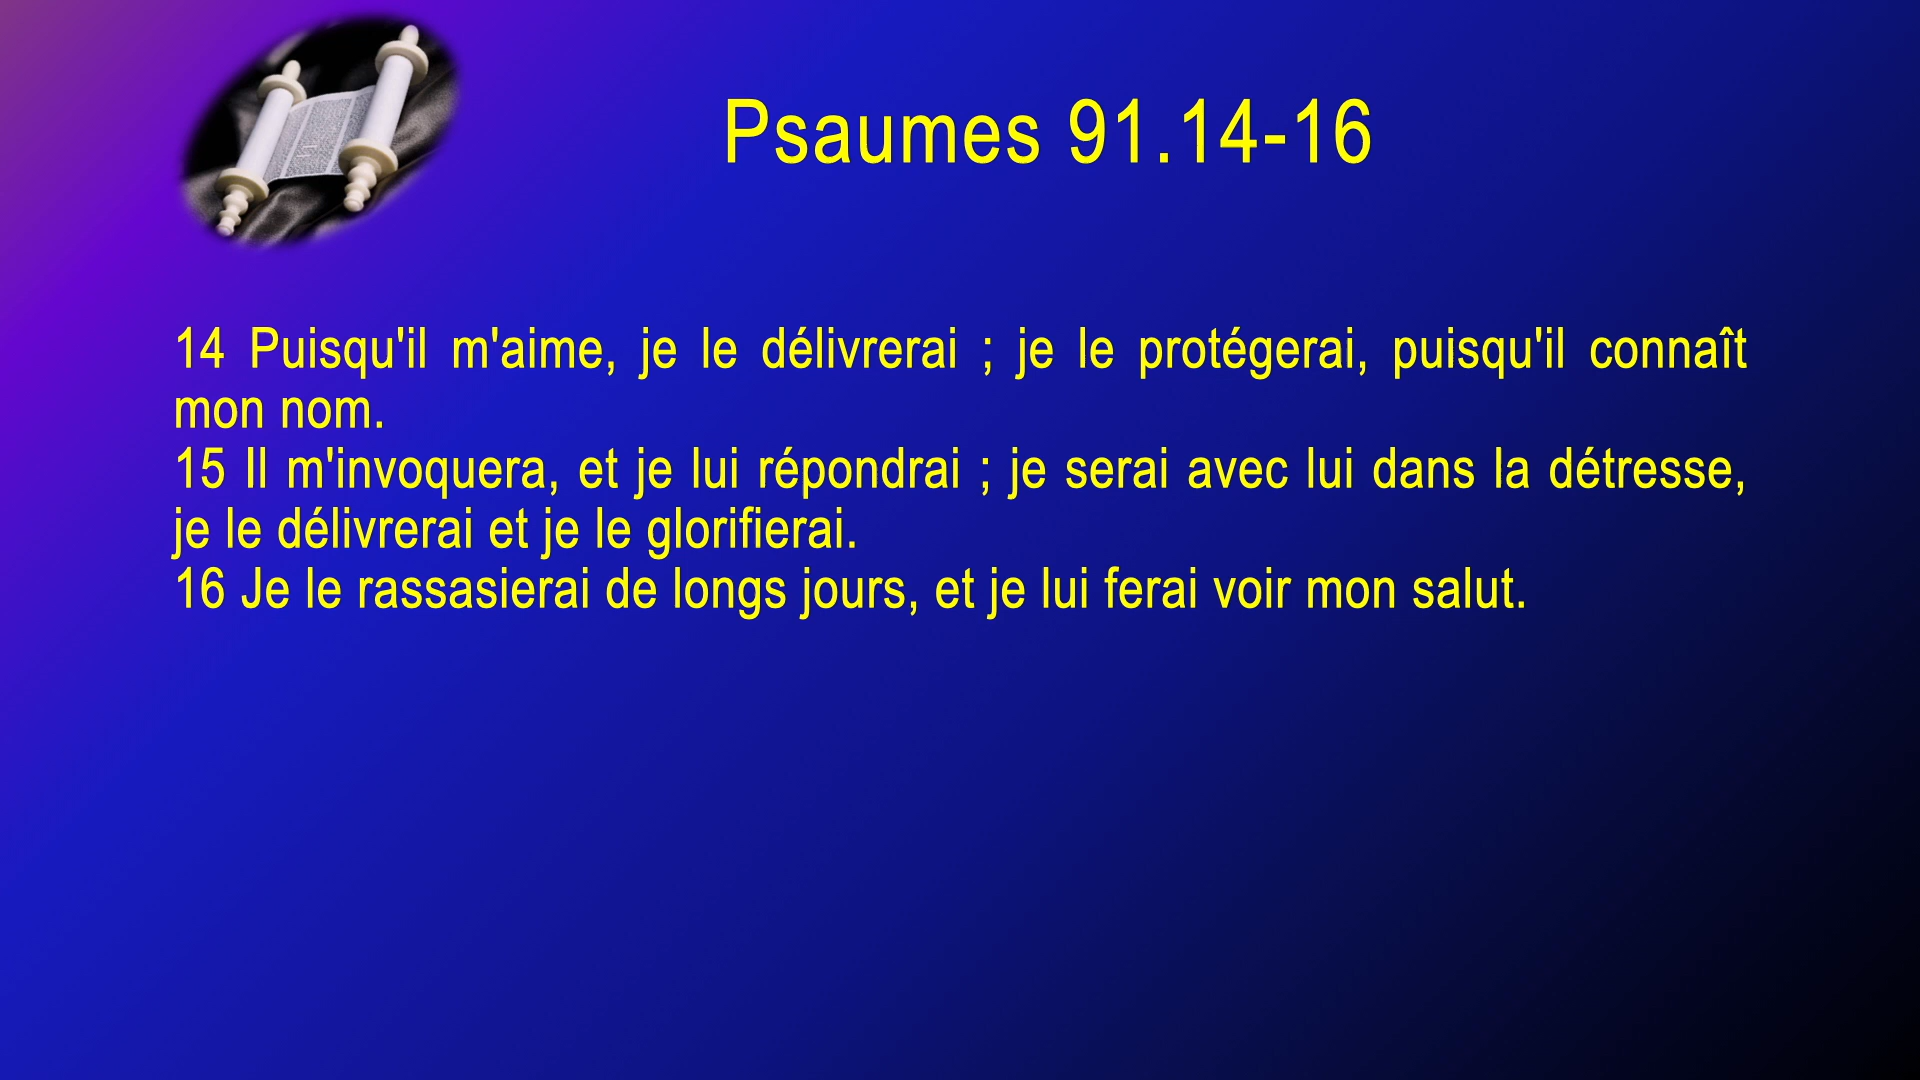 Psaumes 91.14-16
14 Puisqu'il m'aime, je le délivrerai ; je le protégerai, puisqu'il connaît
mon nom.
15 Il m'invoquera, et je lui répondrai ; je serai avec lui dans la détresse,
je le délivrerai et je le glorifierai.
16 Je le rassasierai de longs jours, et je lui ferai voir mon salut.